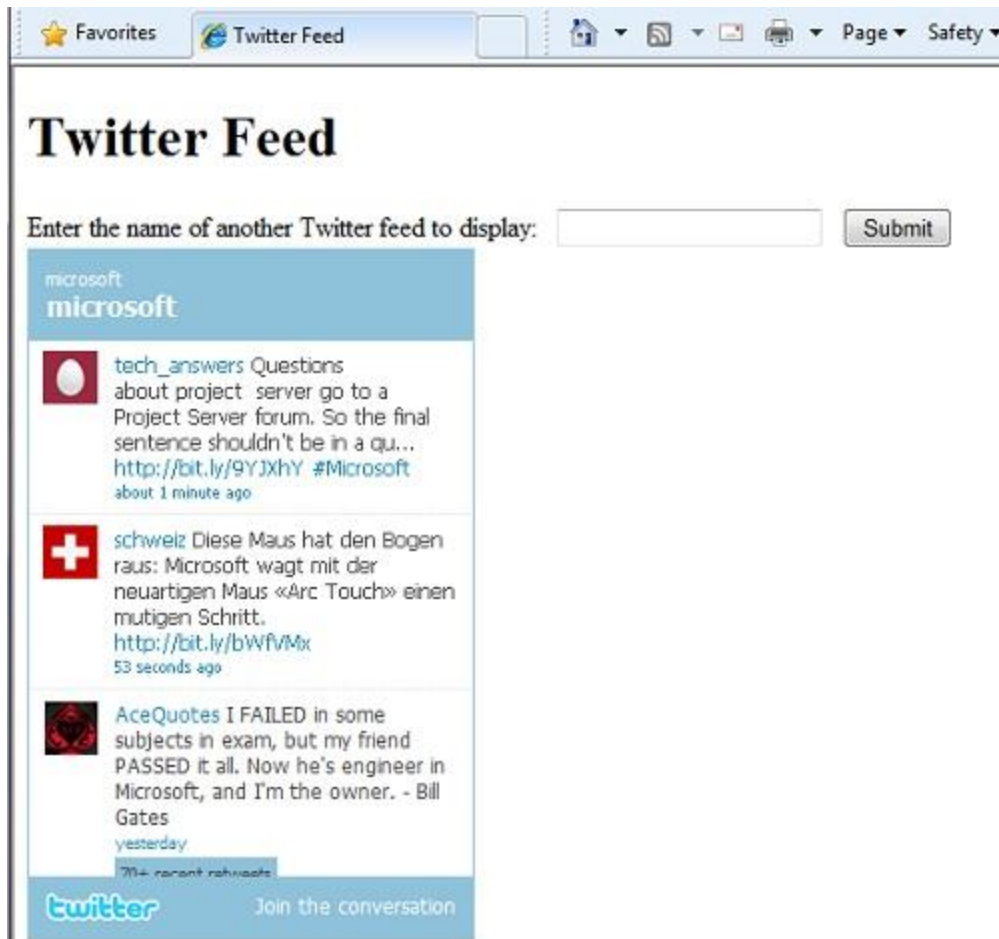 Favorites
Twitter Feed
Page
Safety
Twitter Feed
Enter the name of another Twitter feed to display:
Submit
microsoft
microsoft
tech_answers Questions
about project server go to a
Project Server forum. So the final
sentence shouldn't be in a qu...
http://bit.ly/9YJXhY #Microsoft
about 1 minute ago
schweiz Diese Maus hat den Bogen
raus: Microsoft wagt mit der
neuartigen Maus «Arc Touch» einen
mutigen Schritt.
http://bit.ly/bWfVMx
53 seconds ago
AceQuotes I FAILED in some
subjects in exam, but my friend
PASSED it all. Now he's engineer in
Microsoft, and I'm the owner. - Bill
Gates
yesterday
70+ recent retweets
twitter
Join the conversation